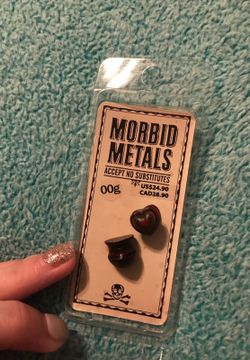 MORBID
METALS
ACCEPT NO SUBSTITUTES
00g
US$24.90
CAD28.90